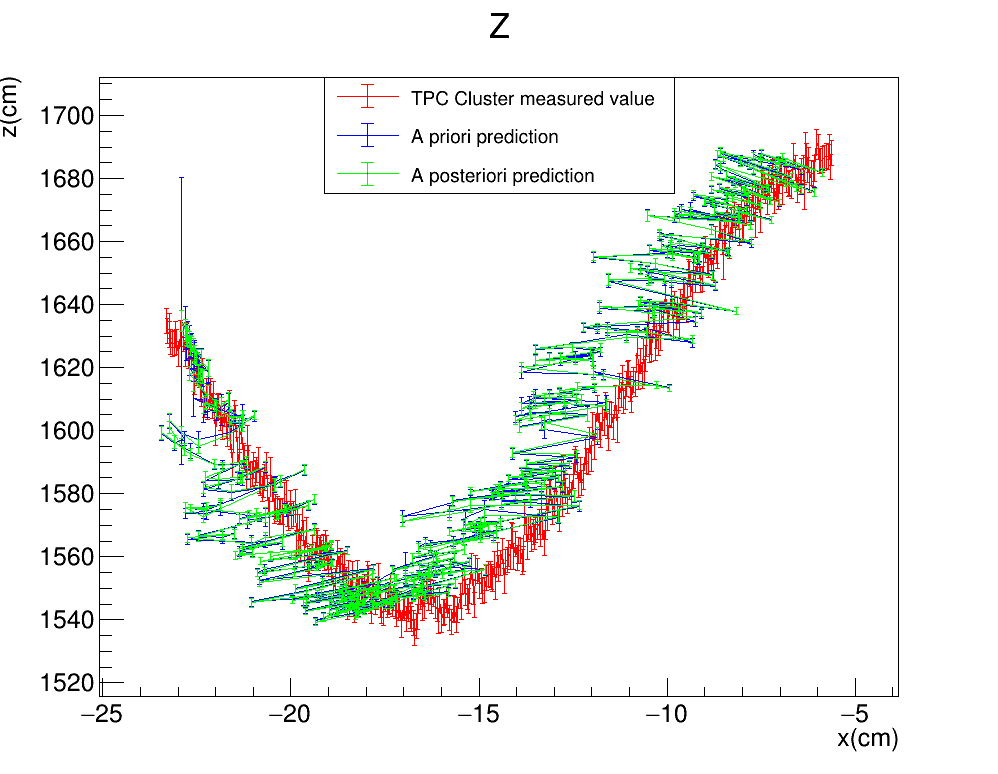 Z
z(cm)
TPC Cluster measured value
A priori prediction
A posteriori prediction
1700
1680
1660
1640
1620
1600
1580
1560
1540
1520
−25 −20 −15 −10 −5
x(cm)